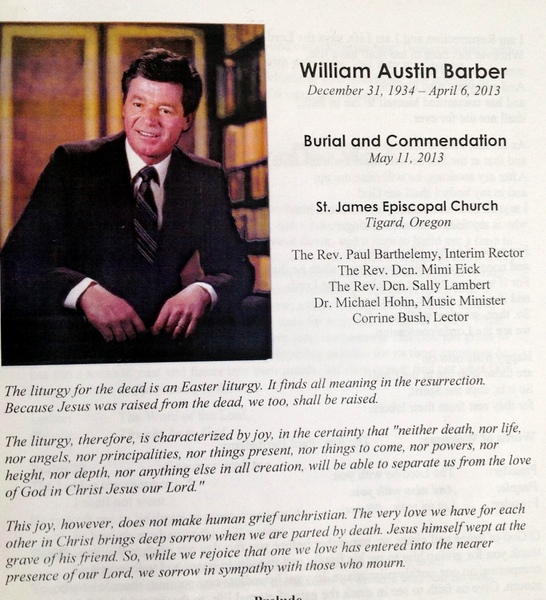 William Austin Barber
December 31, 1934 – April 6, 2013
Burial and Commendation
May 11, 2013
St. James Episcopal Church
Tigard, Oregon
The Rev. Paul Barthelemy, Interim Rector
The Rev. Dcn. Mimi Eick
The Rev. Dcn. Sally Lambert
Dr. Michael Hohn, Music Minister
Corrine Bush, Lector
The liturgy for the dead is an Easter liturgy. It finds all meaning in the resurrection.
Because Jesus was raised from the dead, we too, shall be raised.
The liturgy, therefore, is characterized by joy, in the certainty that "neither death, nor life,
nor angels, nor principalities, nor things present, nor things to come, nor powers, nor
height, nor depth, nor anything else in all creation, will be able to separate us from the love
of God in Christ Jesus our Lord."
This joy, however, does not make human grief unchristian. The very love we have for each
other in Christ brings deep sorrow when we are parted by death. Jesus himself wept at the
grave of his friend. So, while we rejoice that one we love has entered into the nearer
presence of our Lord, we sorrow in sympathy with those who mourn.
Prelude